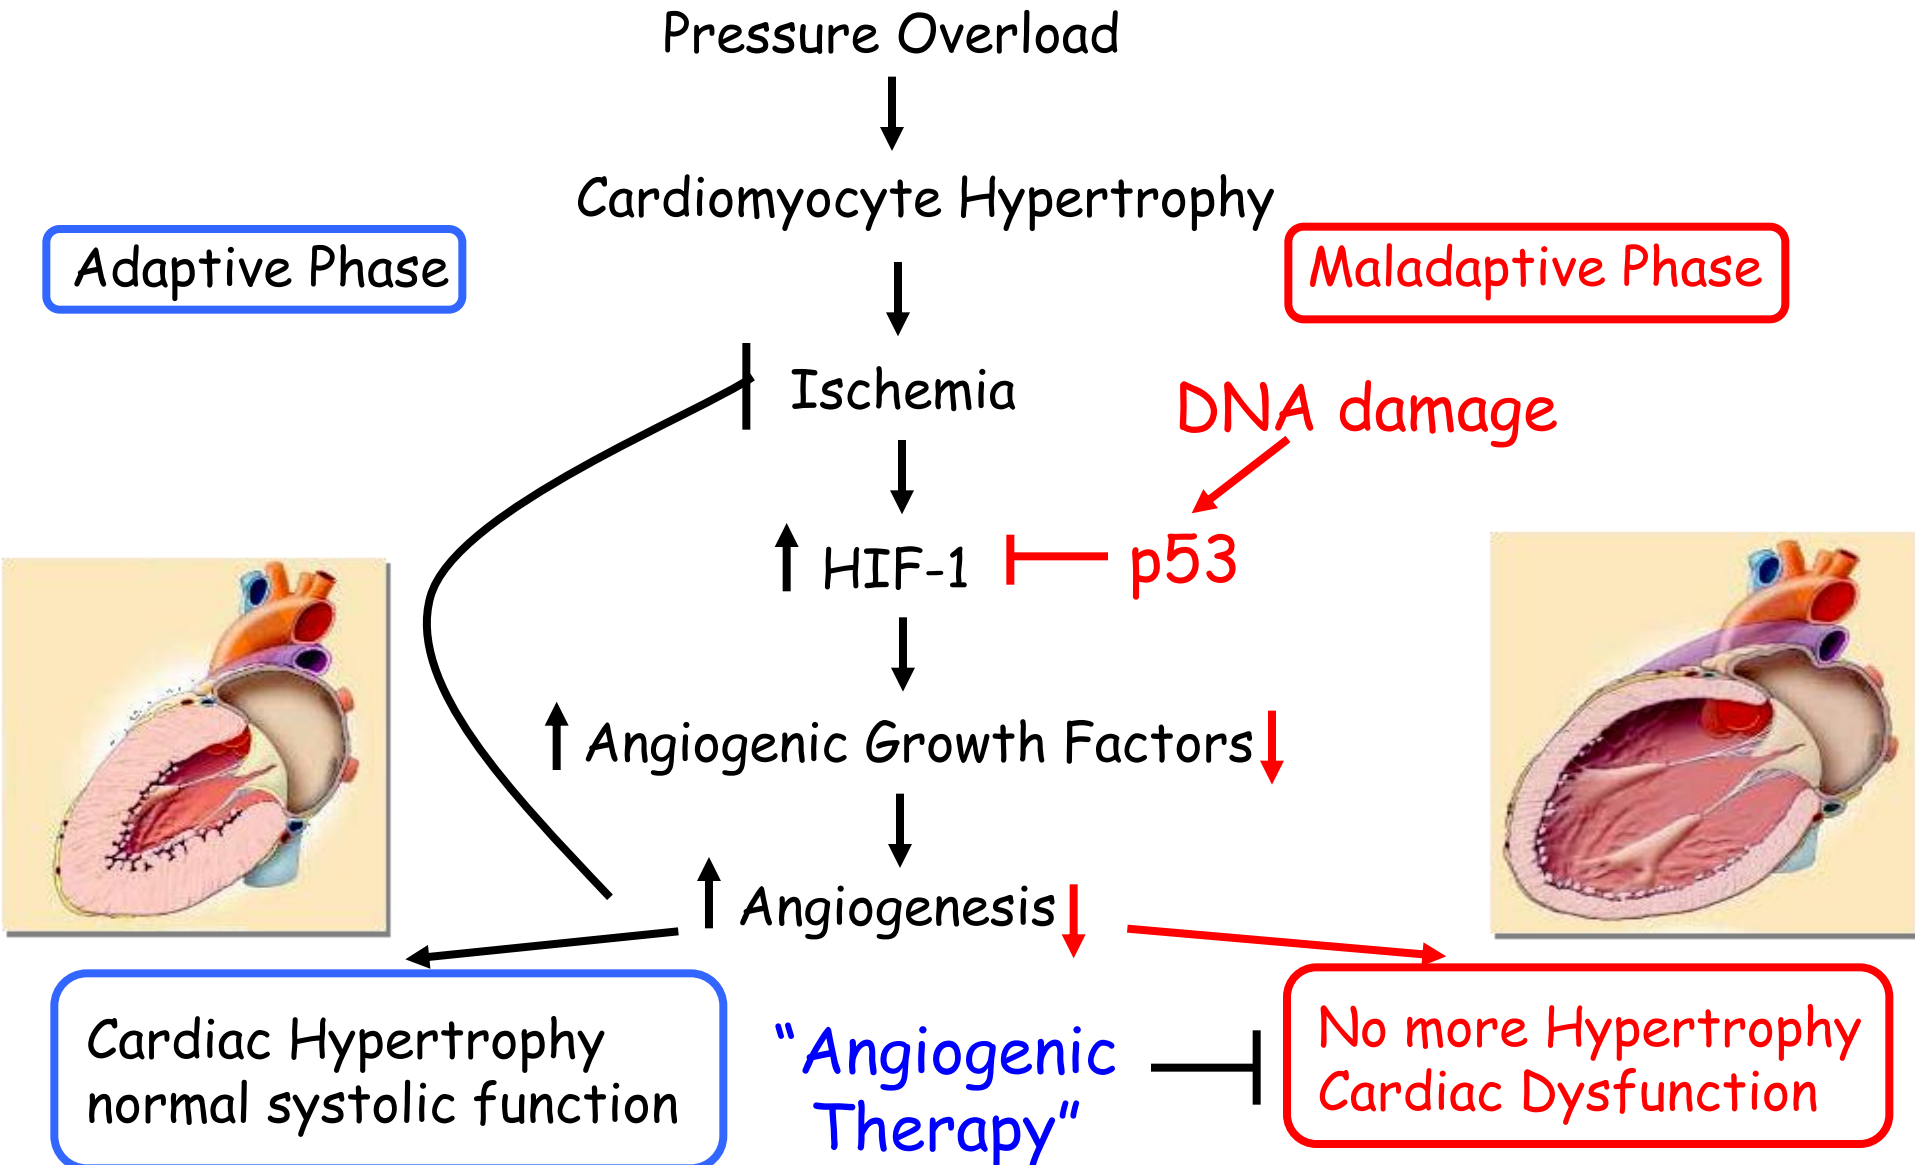 Pressure Overload
Cardiomyocyte Hypertrophy
Adaptive Phase
Maladaptive Phase
Ischemia
DNA damage
HIF-1
p53
Angiogenic Growth Factors
Angiogenesis
Cardiac Hypertrophy
normal systolic function
“Angiogenic
Therapy”
No more Hypertrophy
Cardiac Dysfunction